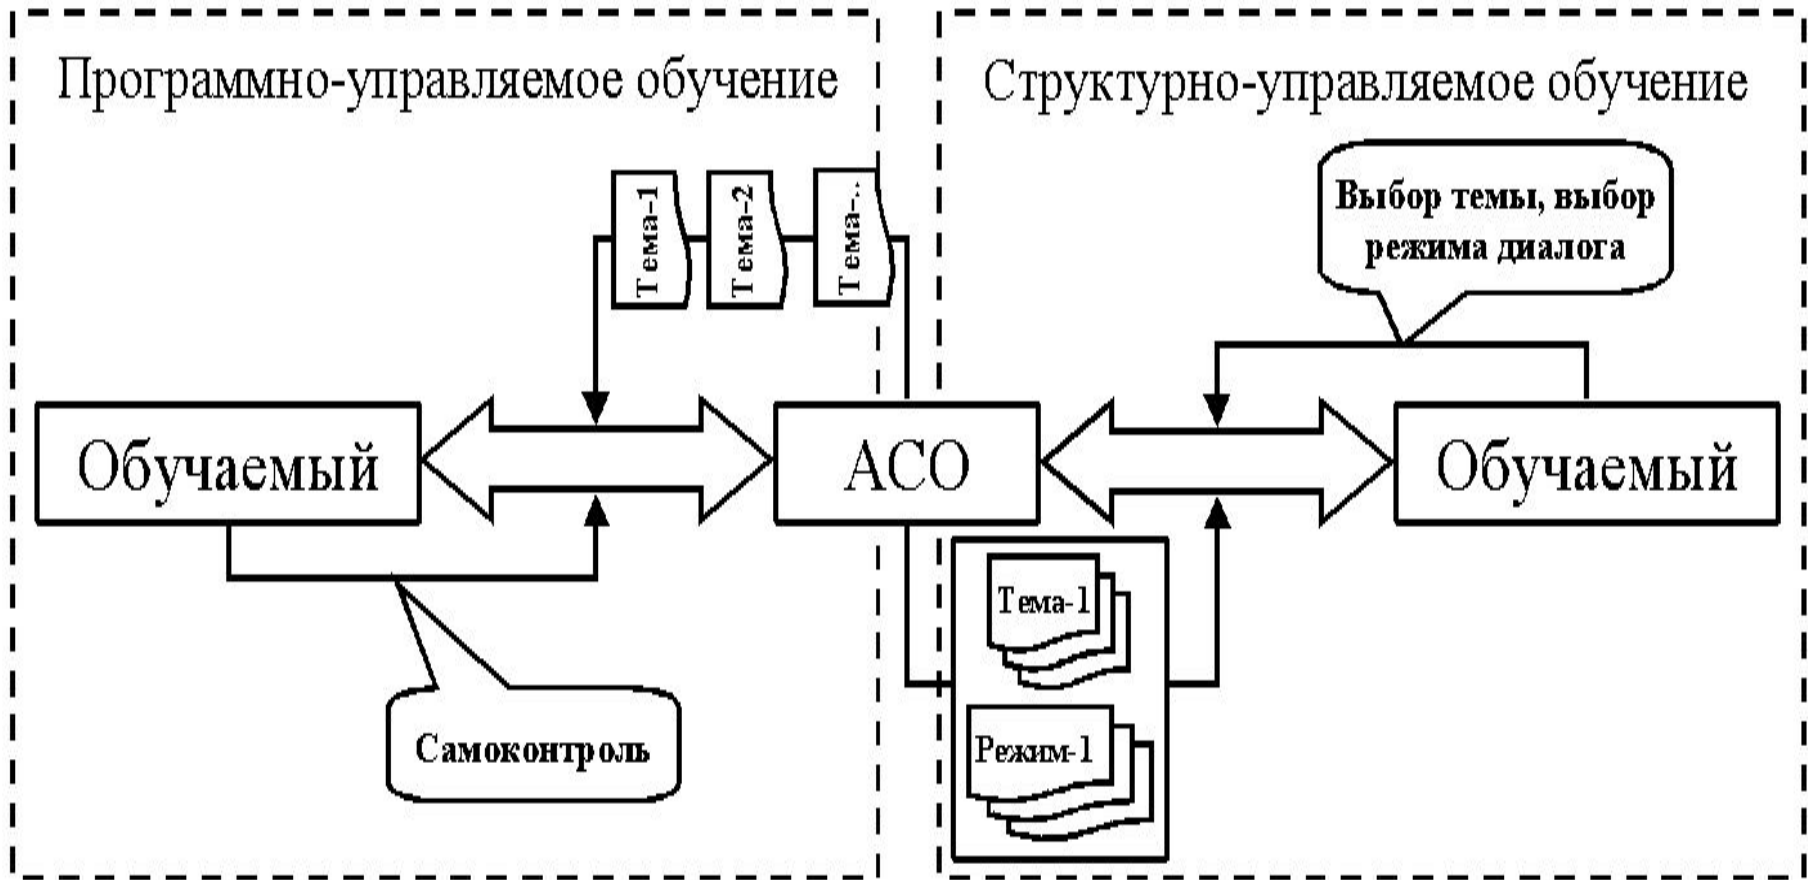 Программно-управляемое обучение
Структурно-управляемое обучение
Тема-1
Тема-2
Тема-..
Выбор темы, выбор
режима диалога
Обучаемый
АСО
Обучаемый
Тема-1
Самоконтроль
Режим-1